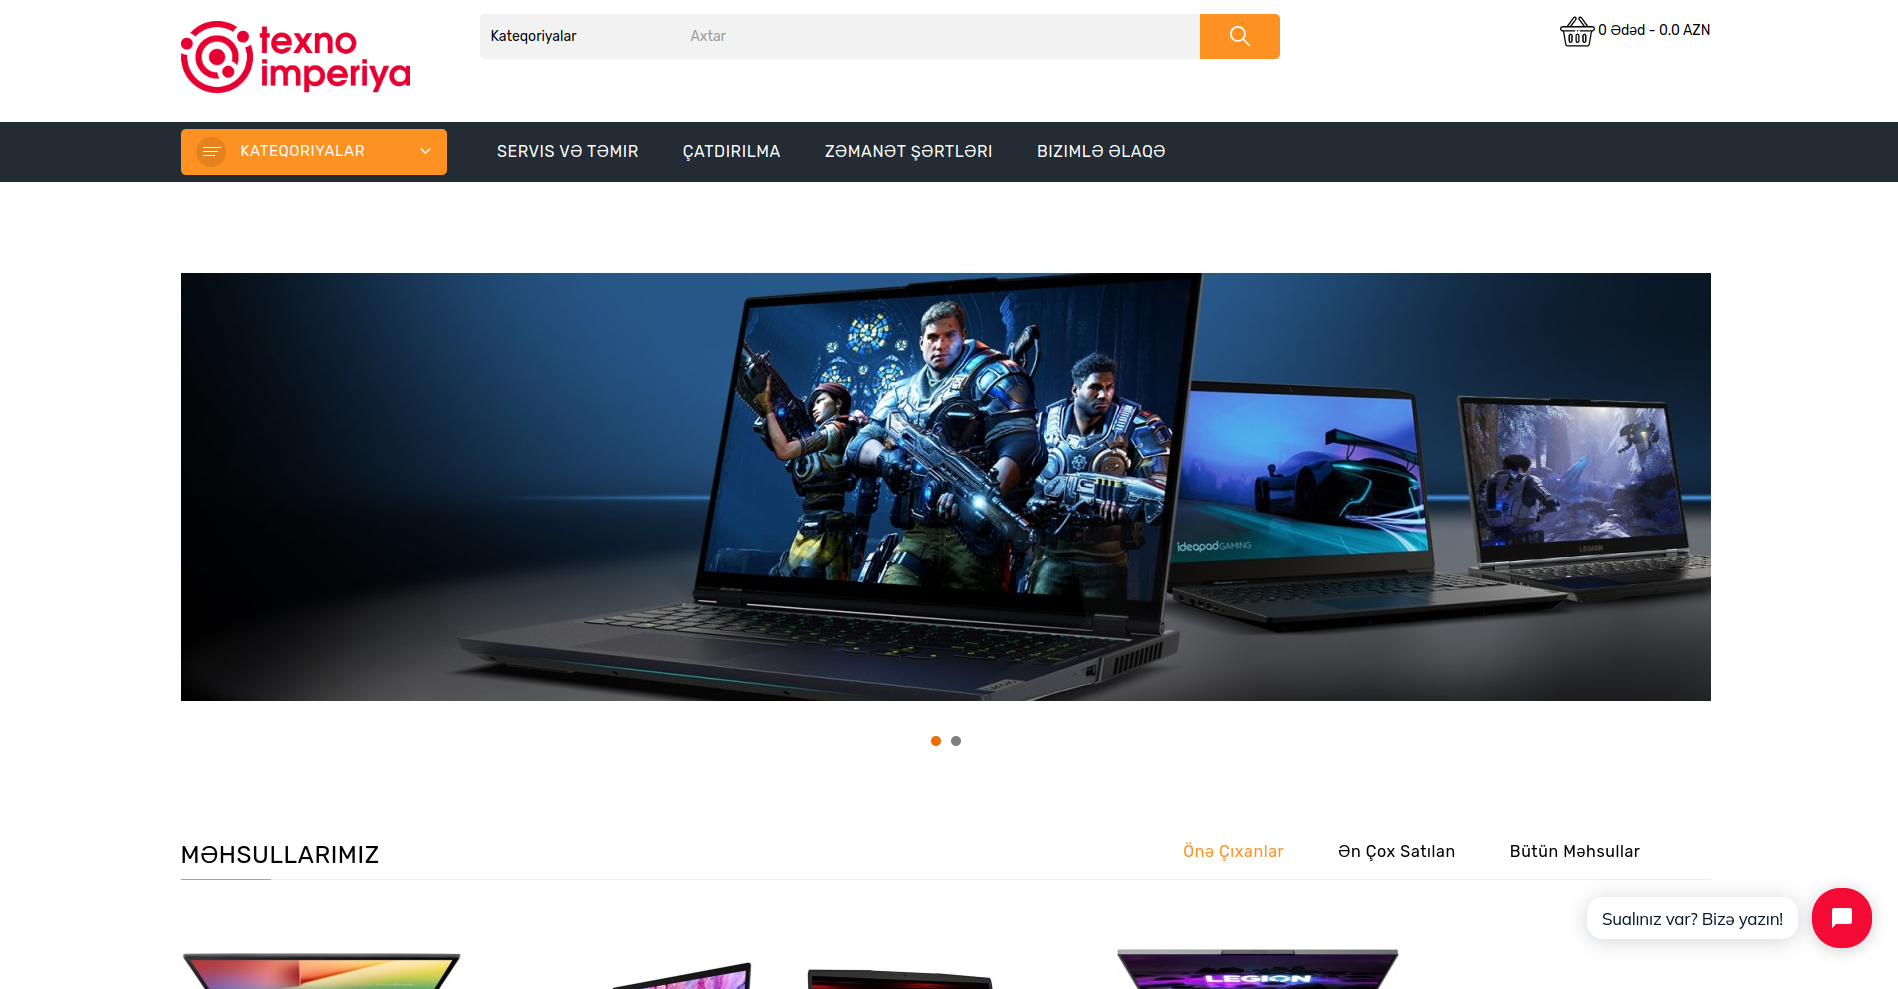 texno
imperiya
Kateqoriyalar
Axtar
0 Ədəd - 0.0 AZN
KATEQORIYALAR
SERVIS VƏ TƏMIR
ÇATDIRILMA
ZƏMANƏT ŞƏRTLƏRI
BIZIMLƏ ƏLAQƏ
ideapad GAMING
LEGION
MƏHSULLARIMIZ
Önə Çıxanlar
Ən Çox Satılan
Bütün Məhsullar
Sualınız var? Bizə yazın!
LEGION